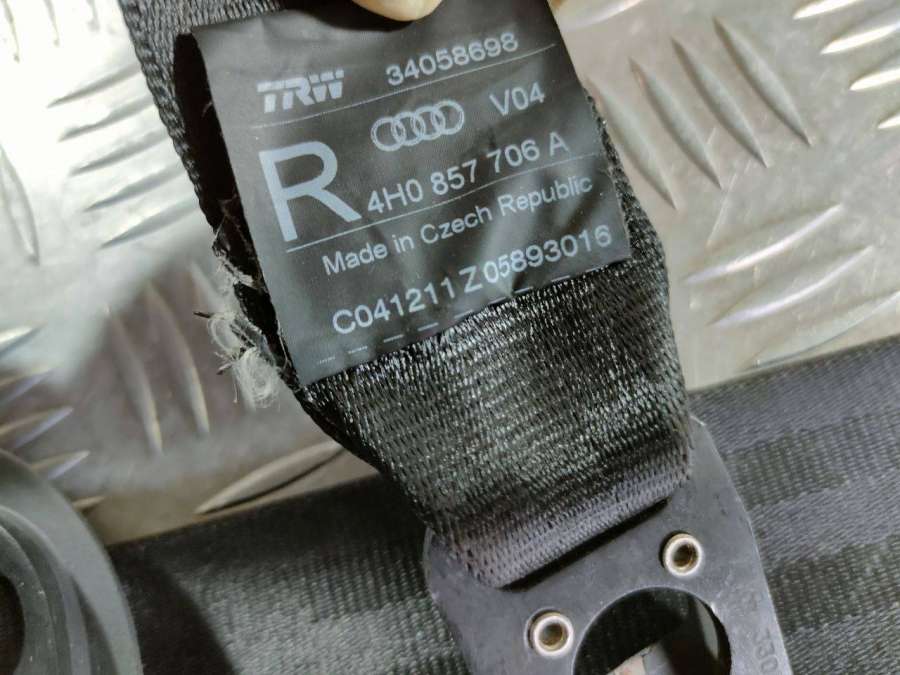 TRW 34058698
V04
R 4H0 857 706 A
Made in Czech Republic
C041211 Z 05893016